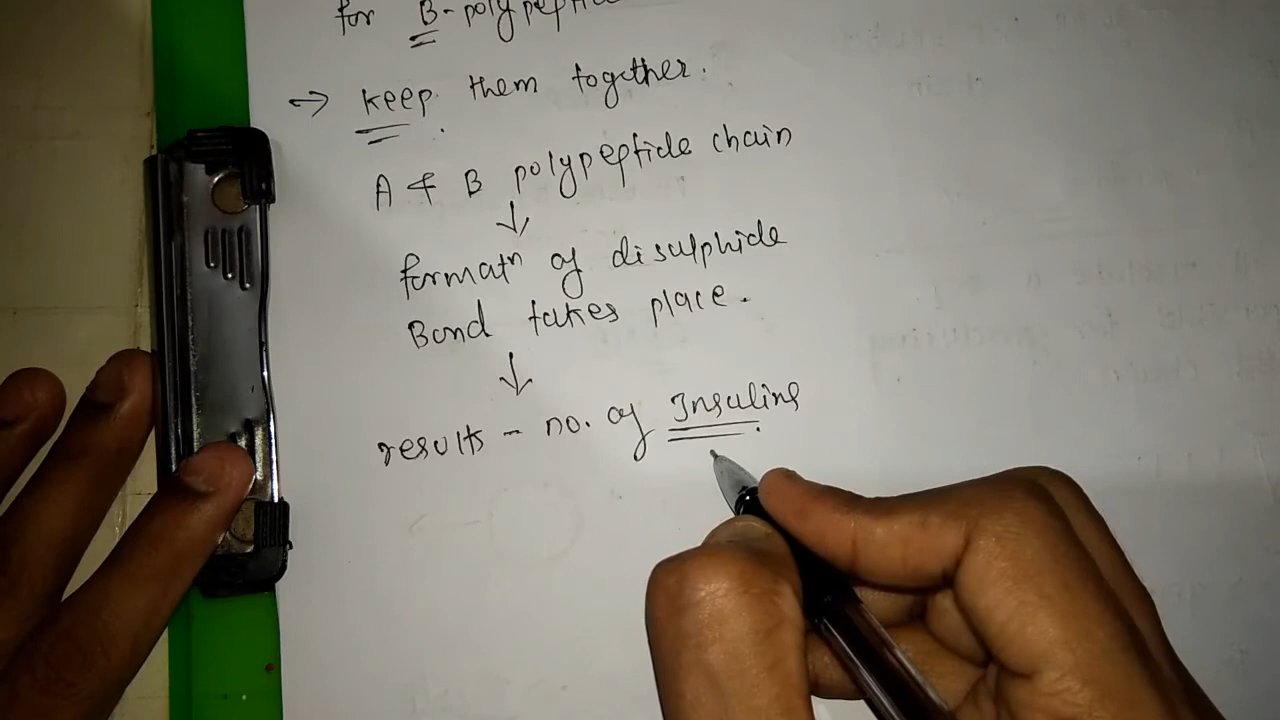 for B-polypeptide
→ Keep them together.
A & B polypeptide chain
↓
formatⁿ of disulphide
Bond takes place.
↓
results - no. of Insuline